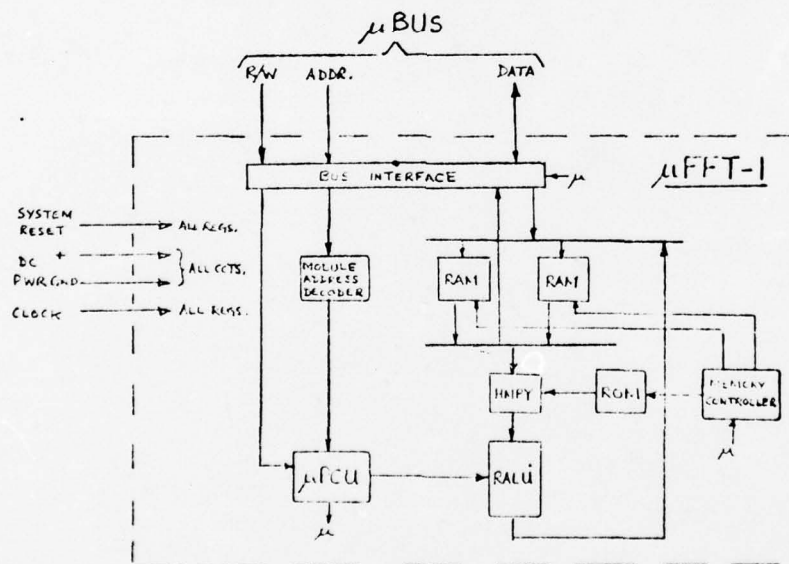 μBUS
R/W ADDR. DATA
BUS INTERFACE
μ
μFFT-1
SYSTEM
RESET
ALL REGS.
DC +
PWR GND
ALL CCTS.
CLOCK
ALL REGS.
MODULE
ADDRESS
DECODER
RAM
RAM
HMPY
ROM
MEMORY
CONTROLLER
μ
μPCU
RALU
μ